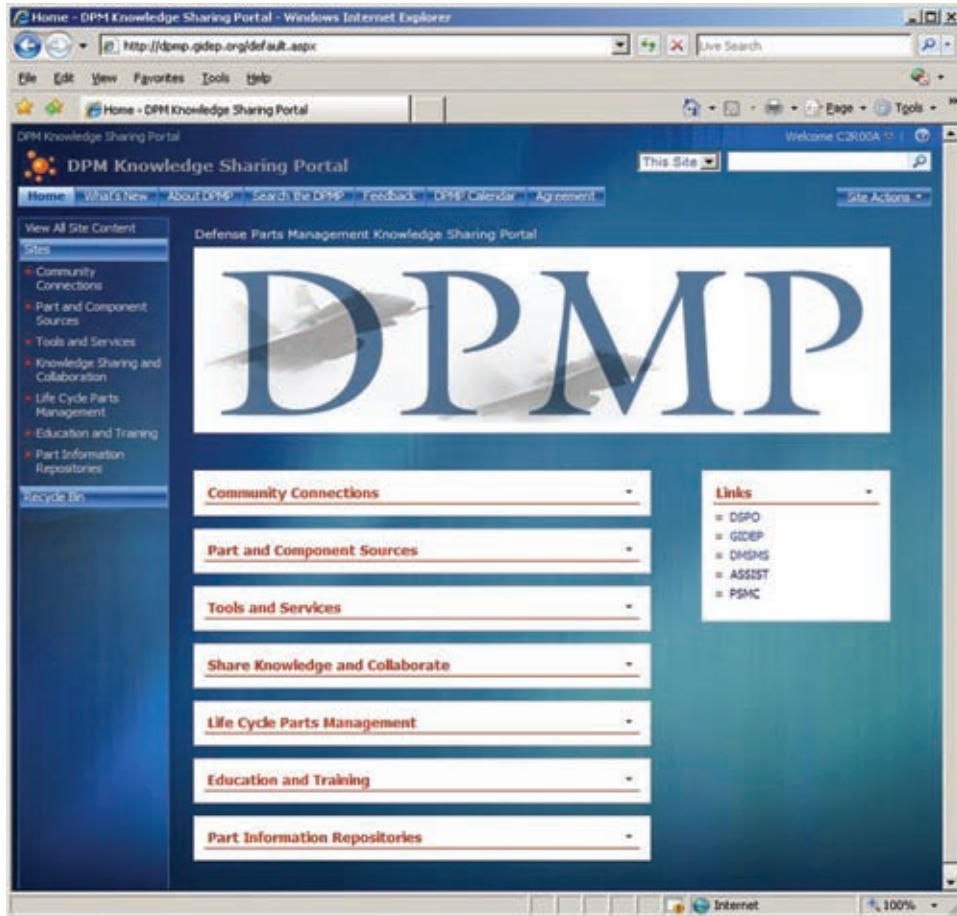 Home - DPM Knowledge Sharing Portal - Windows Internet Explorer
http://dpmp.gidep.org/default.aspx
Live Search
File Edit View Favorites Tools Help
Home - DPM Knowledge Sharing Portal
Page Tools
DPM Knowledge Sharing Portal
Welcome C2R00A
DPM Knowledge Sharing Portal
This Site
Home What's New About DPMP Search the DPMP Feedback DPMP Calendar Agreement
Site Actions
View All Site Content
Sites
Community
Connections
Part and Component
Sources
Tools and Services
Knowledge Sharing and
Collaboration
Life Cycle Parts
Management
Education and Training
Part Information
Repositories
Recycle Bin
Defense Parts Management Knowledge Sharing Portal
DPMP
Community Connections
Part and Component Sources
Tools and Services
Share Knowledge and Collaborate
Life Cycle Parts Management
Education and Training
Part Information Repositories
Links
DSPO
GIDEP
DMSMS
ASSIST
PSMC
Internet
100%